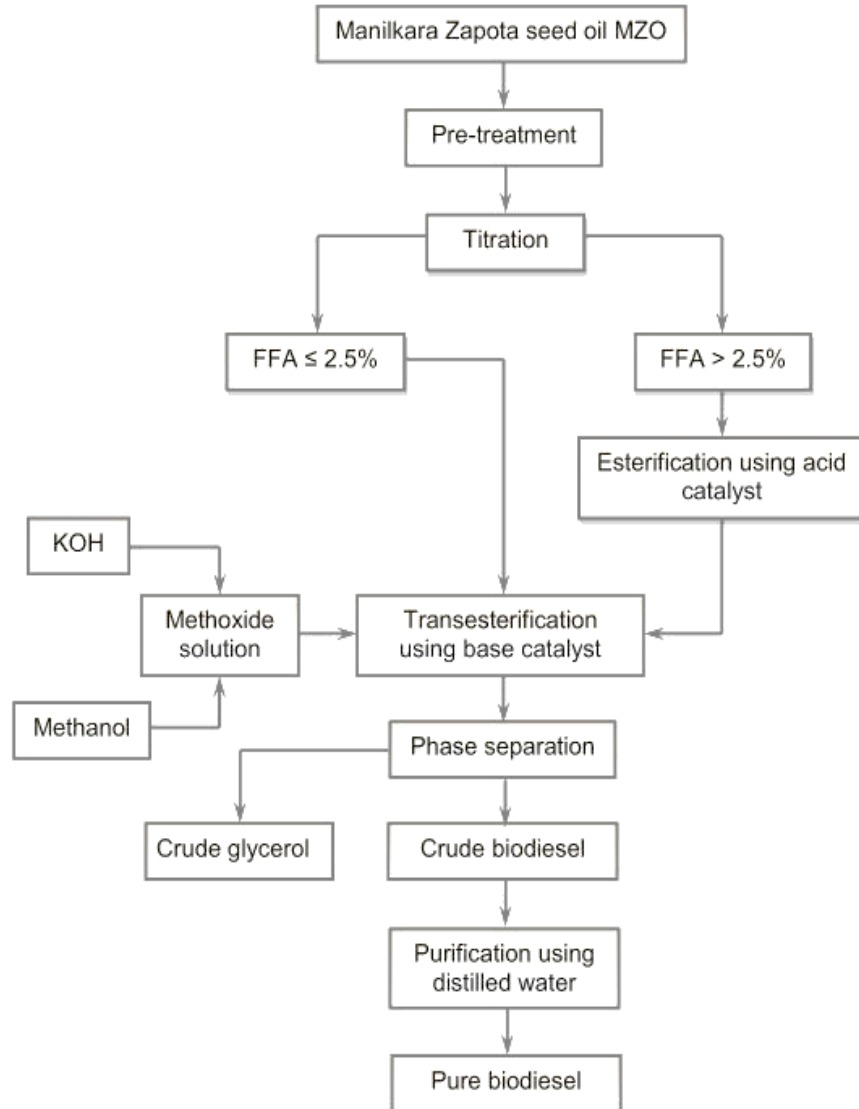 Manilkara Zapota seed oil MZO
Pre-treatment
Titration
FFA ≤ 2.5%
FFA > 2.5%
Esterification using acid
catalyst
KOH
Methoxide
solution
Transesterification
using base catalyst
Methanol
Phase separation
Crude glycerol
Crude biodiesel
Purification using
distilled water
Pure biodiesel